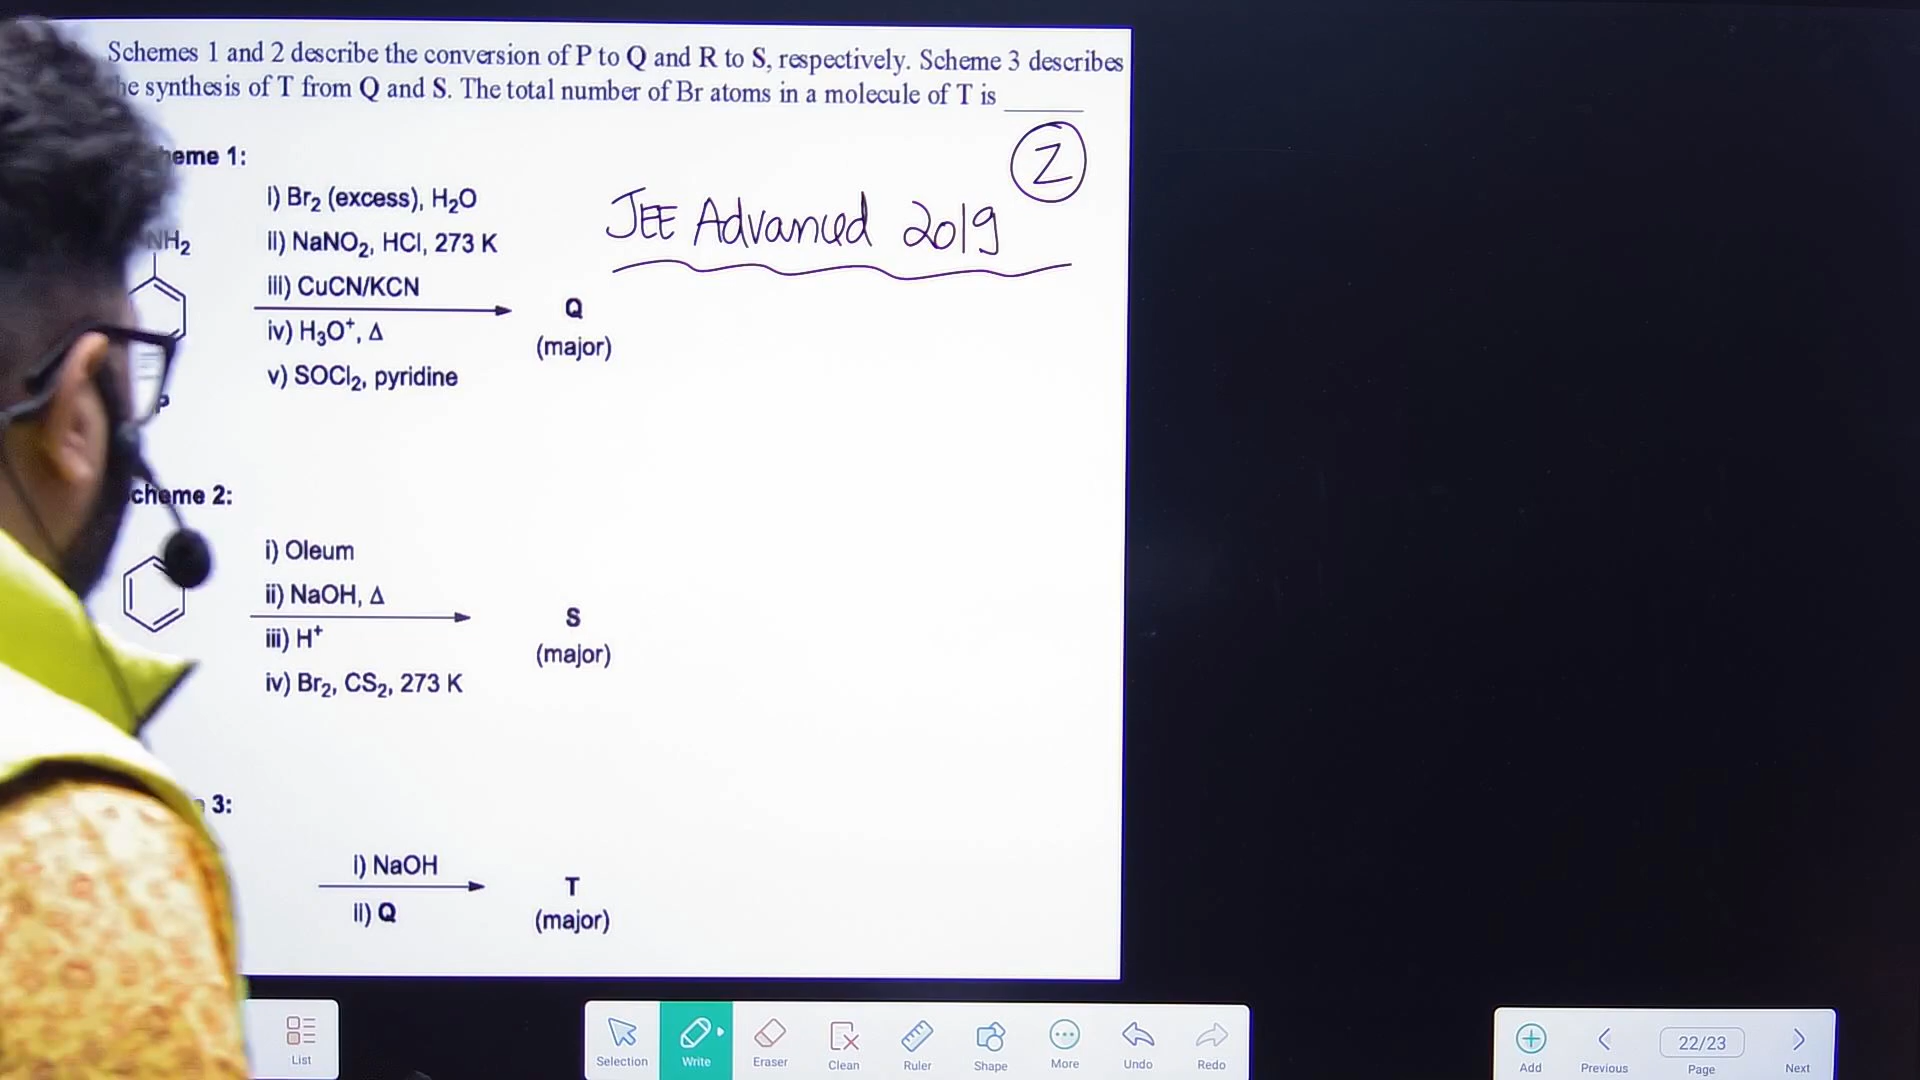 Schemes 1 and 2 describe the conversion of P to Q and R to S, respectively. Scheme 3 describes
he synthesis of T from Q and S. The total number of Br atoms in a molecule of T is ______
2
JEE Advanced 2019
eme 1:
NH₂
i) Br₂ (excess), H₂O
ii) NaNO₂, HCl, 273 K
iii) CuCN/KCN
iv) H₃O⁺, Δ
v) SOCl₂, pyridine
Q
(major)
P
cheme 2:
i) Oleum
ii) NaOH, Δ
iii) H⁺
iv) Br₂, CS₂, 273 K
S
(major)
3:
i) NaOH
ii) Q
T
(major)
List
Selection Write Eraser Clean Ruler Shape More Undo Redo
Add Previous 22/23 Page Next